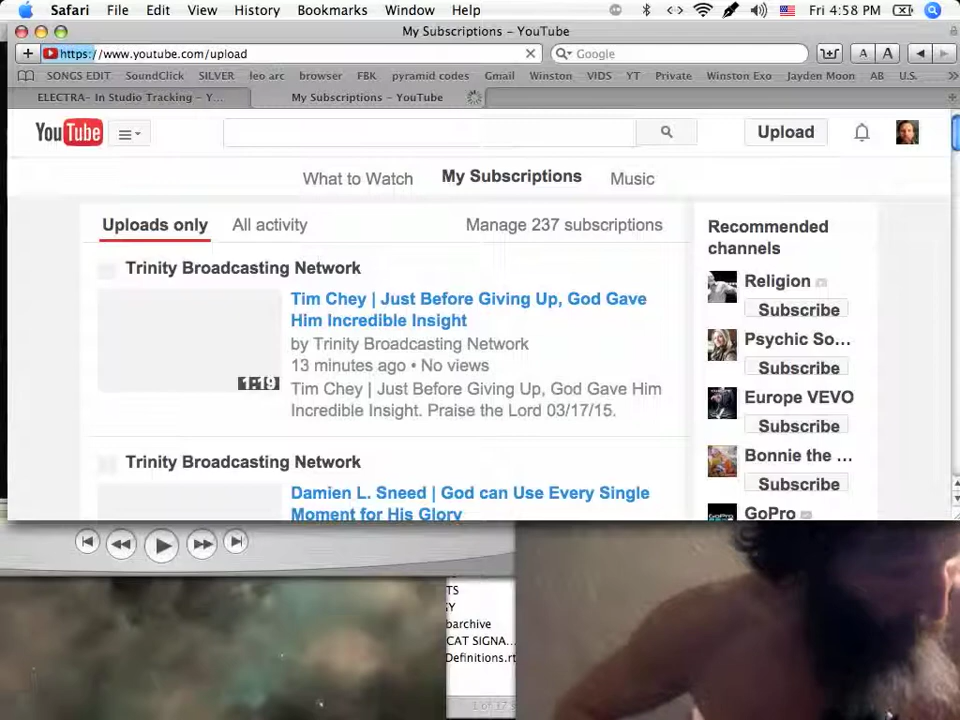 Safari File Edit View History Bookmarks Window Help Fri 4:58 PM
My Subscriptions – YouTube
https://www.youtube.com/upload Google A A
SONGS EDIT SoundClick SILVER leo arc browser FBK pyramid codes Gmail Winston VIDS YT Private Winston Exo Jayden Moon AB U.S.
ELECTRA– In Studio Tracking – Y... My Subscriptions – YouTube
YouTube Upload
What to Watch My Subscriptions Music
Uploads only All activity Manage 237 subscriptions
Trinity Broadcasting Network
Tim Chey | Just Before Giving Up, God Gave
Him Incredible Insight
by Trinity Broadcasting Network
13 minutes ago • No views
1:19
Tim Chey | Just Before Giving Up, God Gave Him
Incredible Insight. Praise the Lord 03/17/15.
Trinity Broadcasting Network
Damien L. Sneed | God can Use Every Single
Moment for His Glory
Recommended
channels
Religion
Subscribe
Psychic So...
Subscribe
Europe VEVO
Subscribe
Bonnie the ...
Subscribe
GoPro
TS
GY
barchive
CAT SIGNA...
Definitions.rt